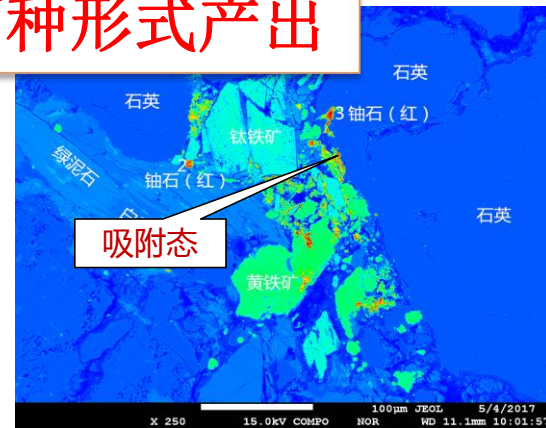 种形式产出
石英
石英
3 铀石（红）
钛铁矿
绿泥石
2
铀石（红）
白
石英
吸附态
黄铁矿
100μm JEOL 5/4/2017
X 250 15.0kV COMPO NOR WD 11.1mm 10:01:57